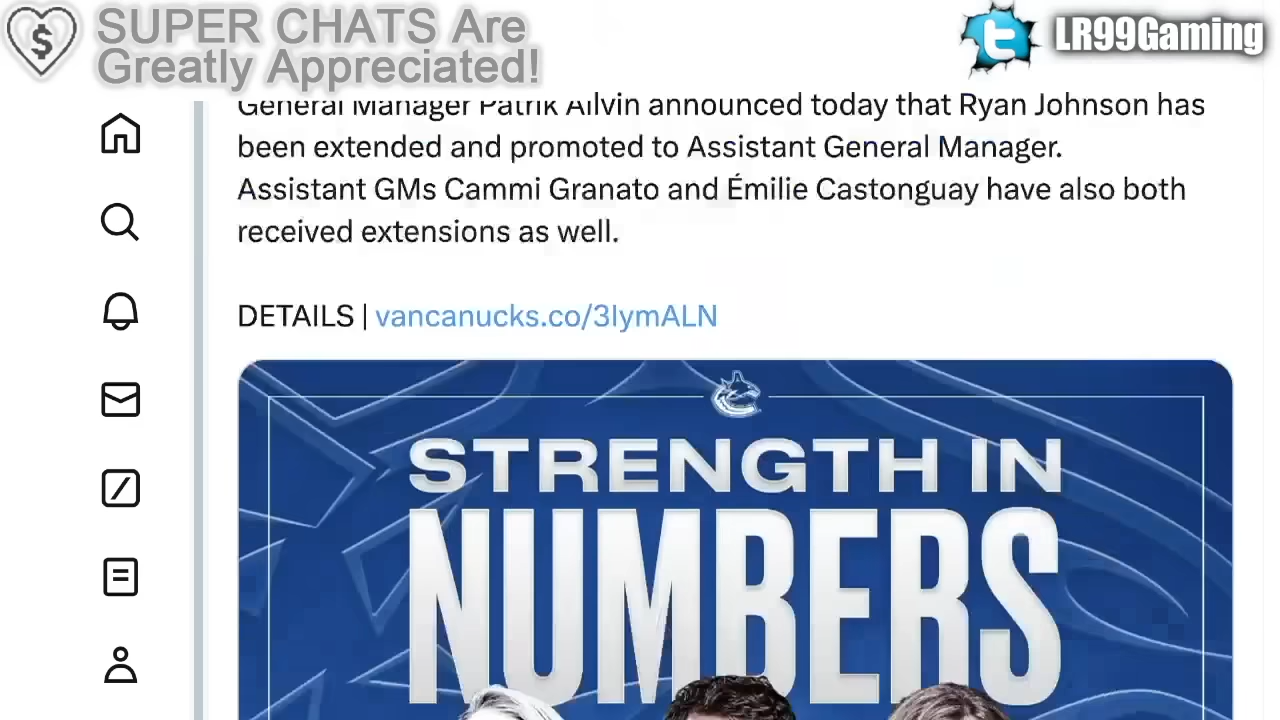 SUPER CHATS Are
Greatly Appreciated!
LR99Gaming
General Manager Patrik Allvin announced today that Ryan Johnson has
been extended and promoted to Assistant General Manager.
Assistant GMs Cammi Granato and Émilie Castonguay have also both
received extensions as well.
DETAILS | vancanucks.co/3IymALN
STRENGTH IN
NUMBERS